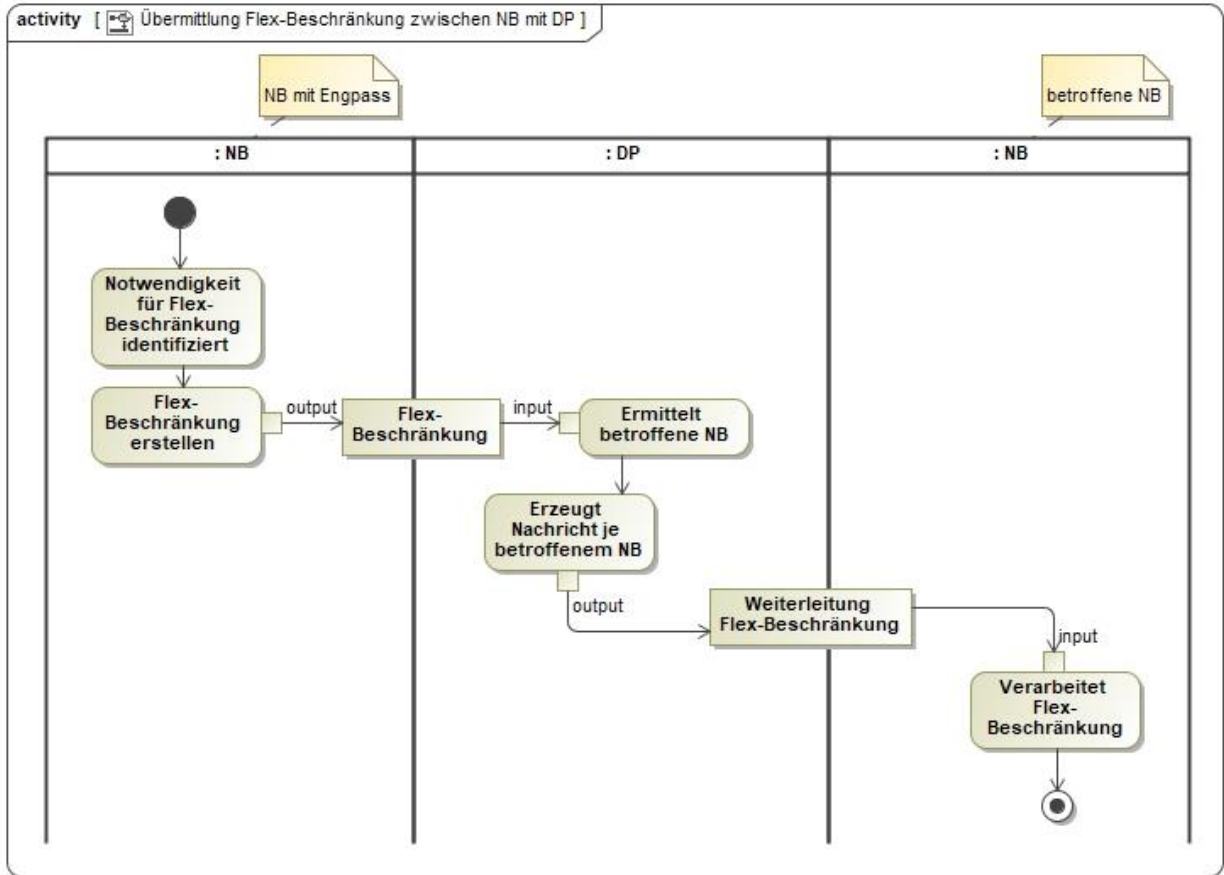 activity [ Übermittlung Flex-Beschränkung zwischen NB mit DP ]
NB mit Engpass
betroffene NB
: NB
: DP
: NB
Notwendigkeit
für Flex-
Beschränkung
identifiziert
Flex-
Beschränkung
erstellen
output
Flex-
Beschränkung
input
Ermittelt
betroffene NB
Erzeugt
Nachricht je
betroffenem NB
output
Weiterleitung
Flex-Beschränkung
input
Verarbeitet
Flex-
Beschränkung